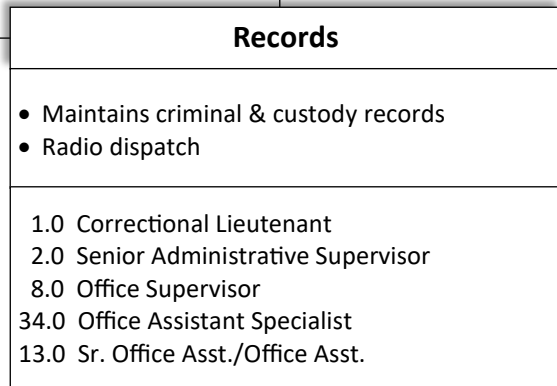 Records
• Maintains criminal & custody records
• Radio dispatch
1.0 Correctional Lieutenant
2.0 Senior Administrative Supervisor
8.0 Office Supervisor
34.0 Office Assistant Specialist
13.0 Sr. Office Asst./Office Asst.